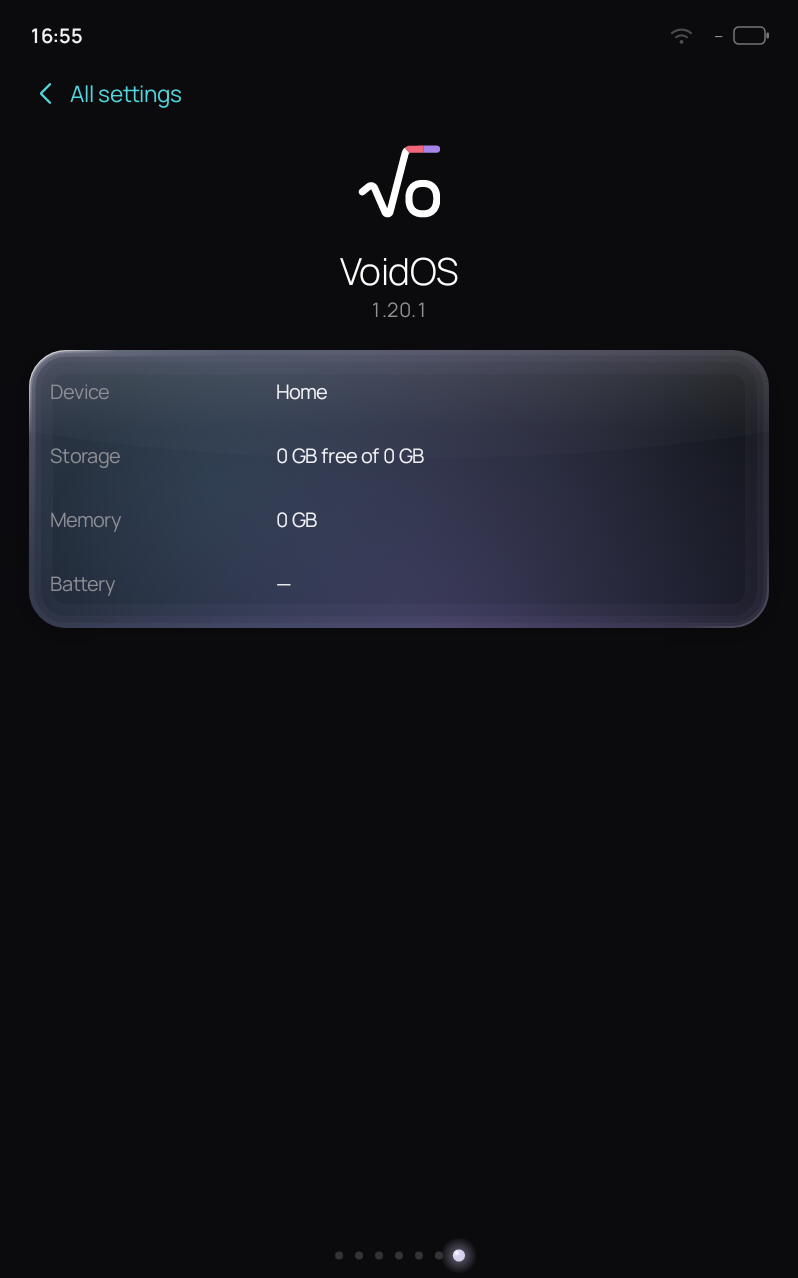 16:55
–
All settings
√o
VoidOS
1.20.1
Device Home
Storage 0 GB free of 0 GB
Memory 0 GB
Battery —